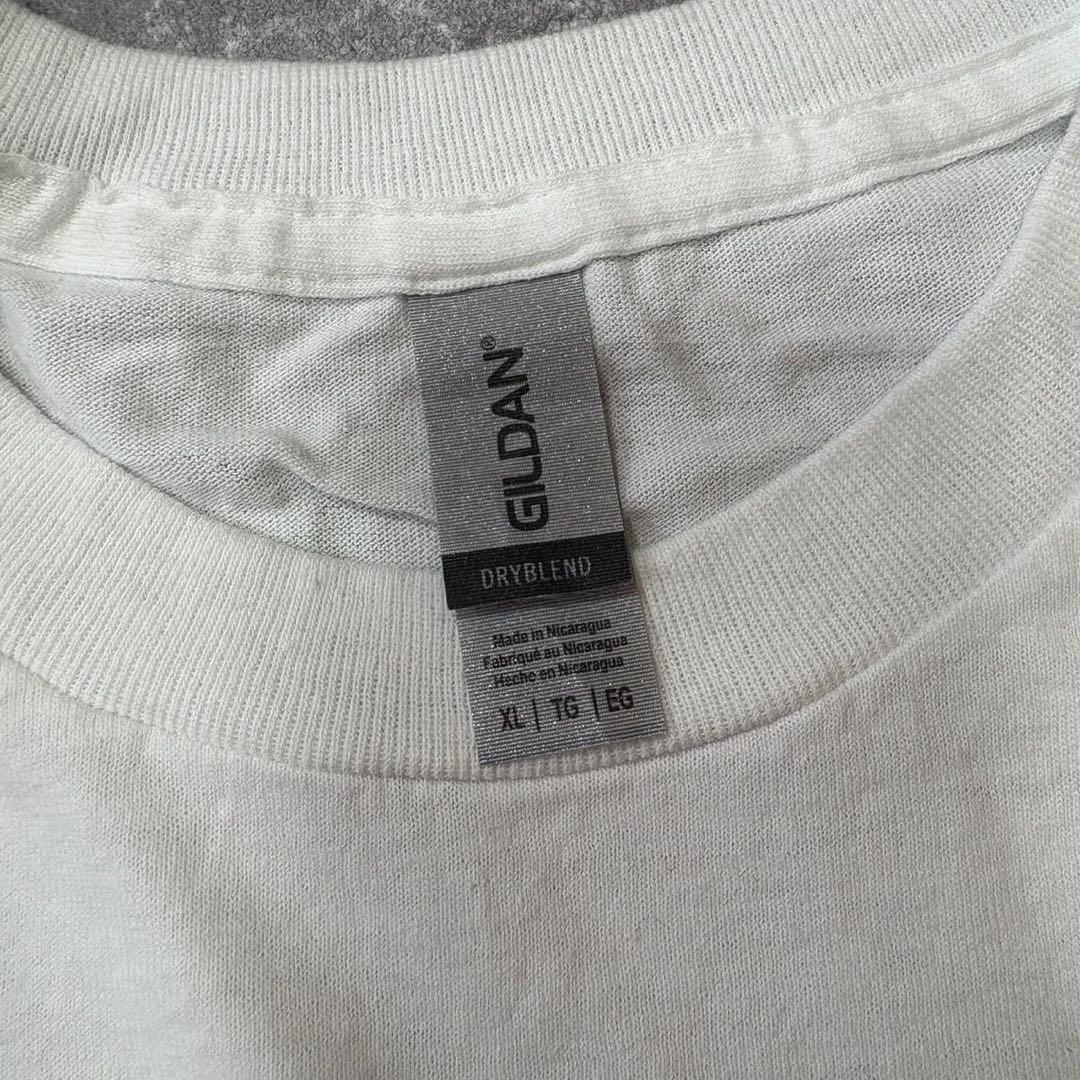 GILDAN®
DRYBLEND
Made in Nicaragua
Fabriqué au Nicaragua
Hecho en Nicaragua
XL | TG | EG